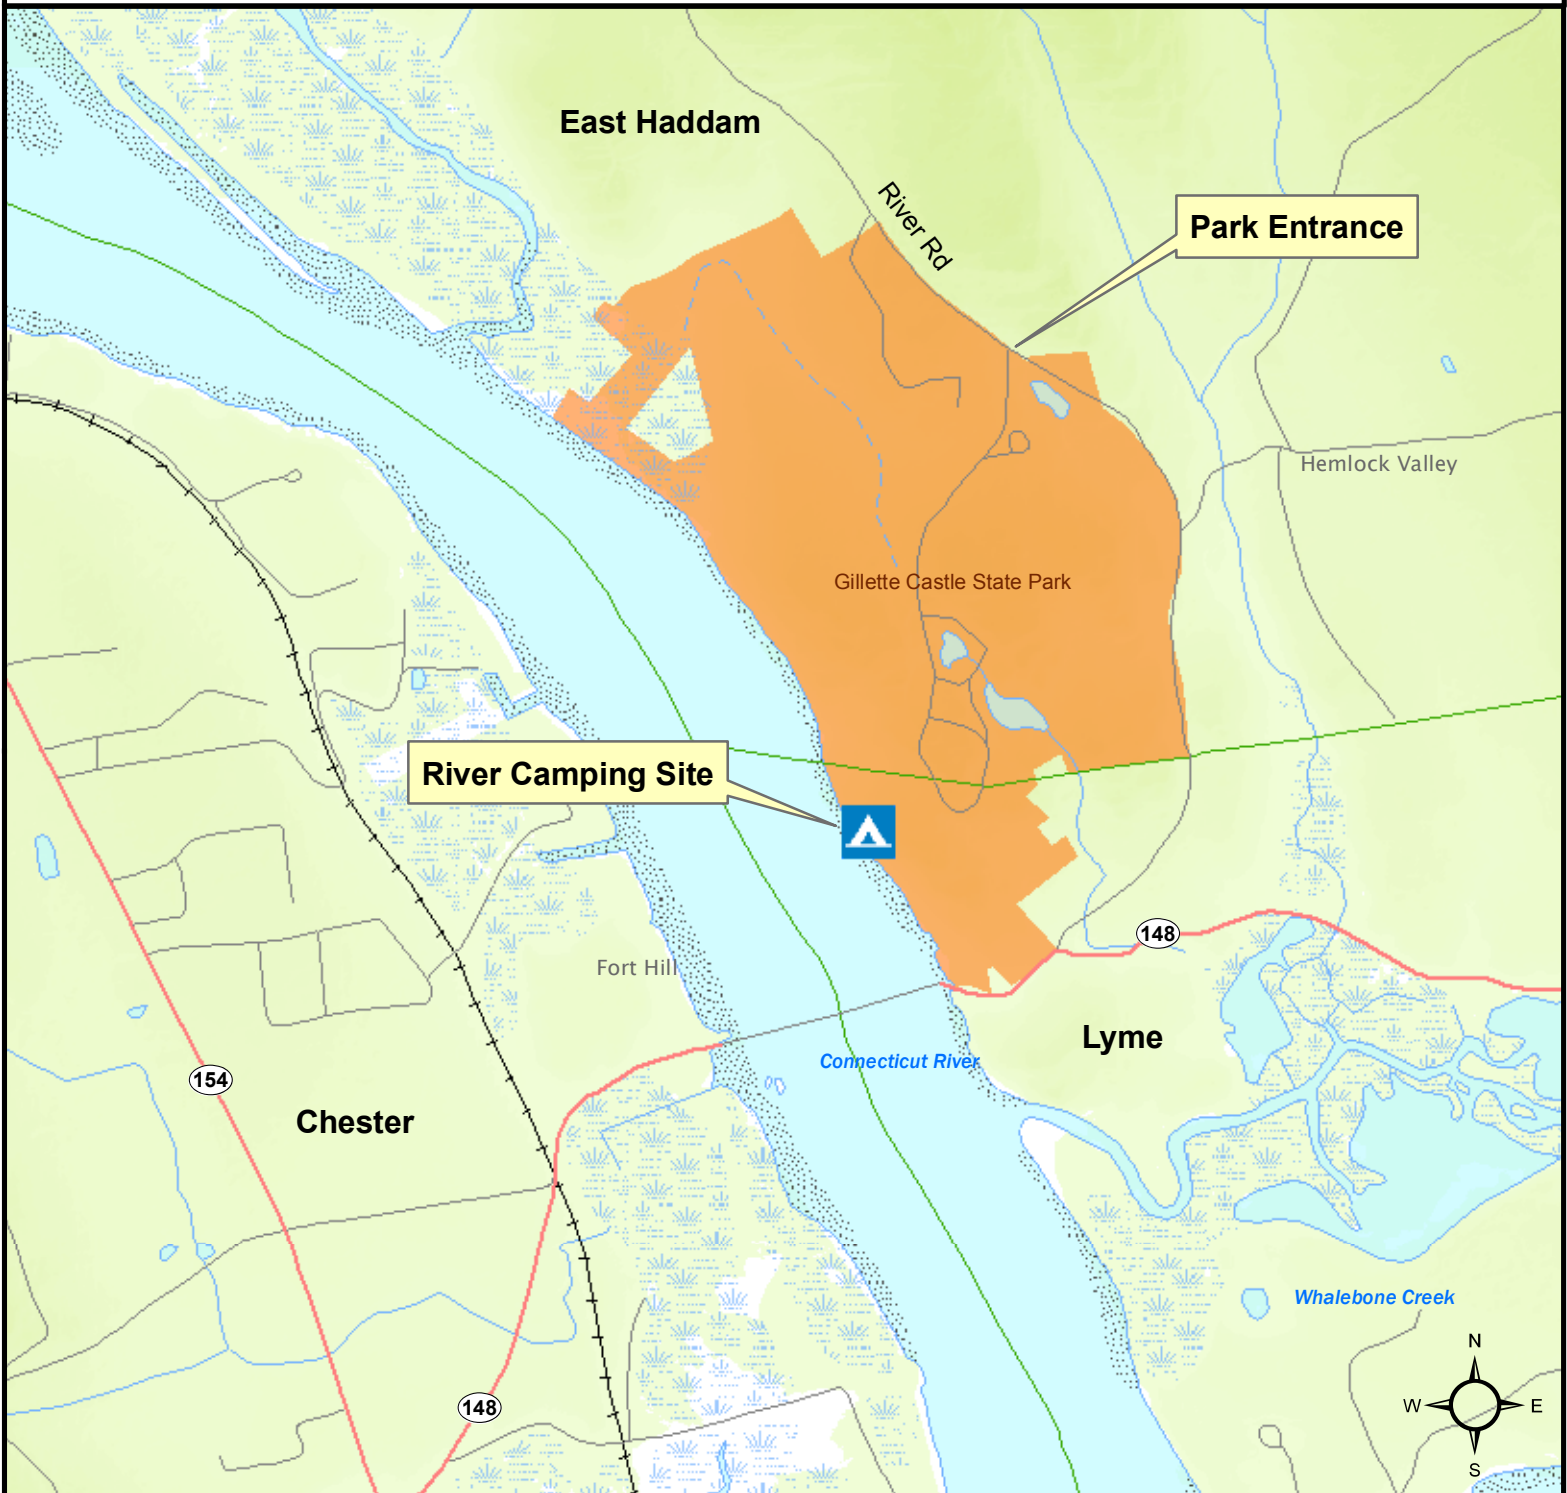 East Haddam
River Rd
Park Entrance
Hemlock Valley
Gillette Castle State Park
River Camping Site
148
Fort Hill
Lyme
Connecticut River
154
Chester
Whalebone Creek
N
W E
S
148